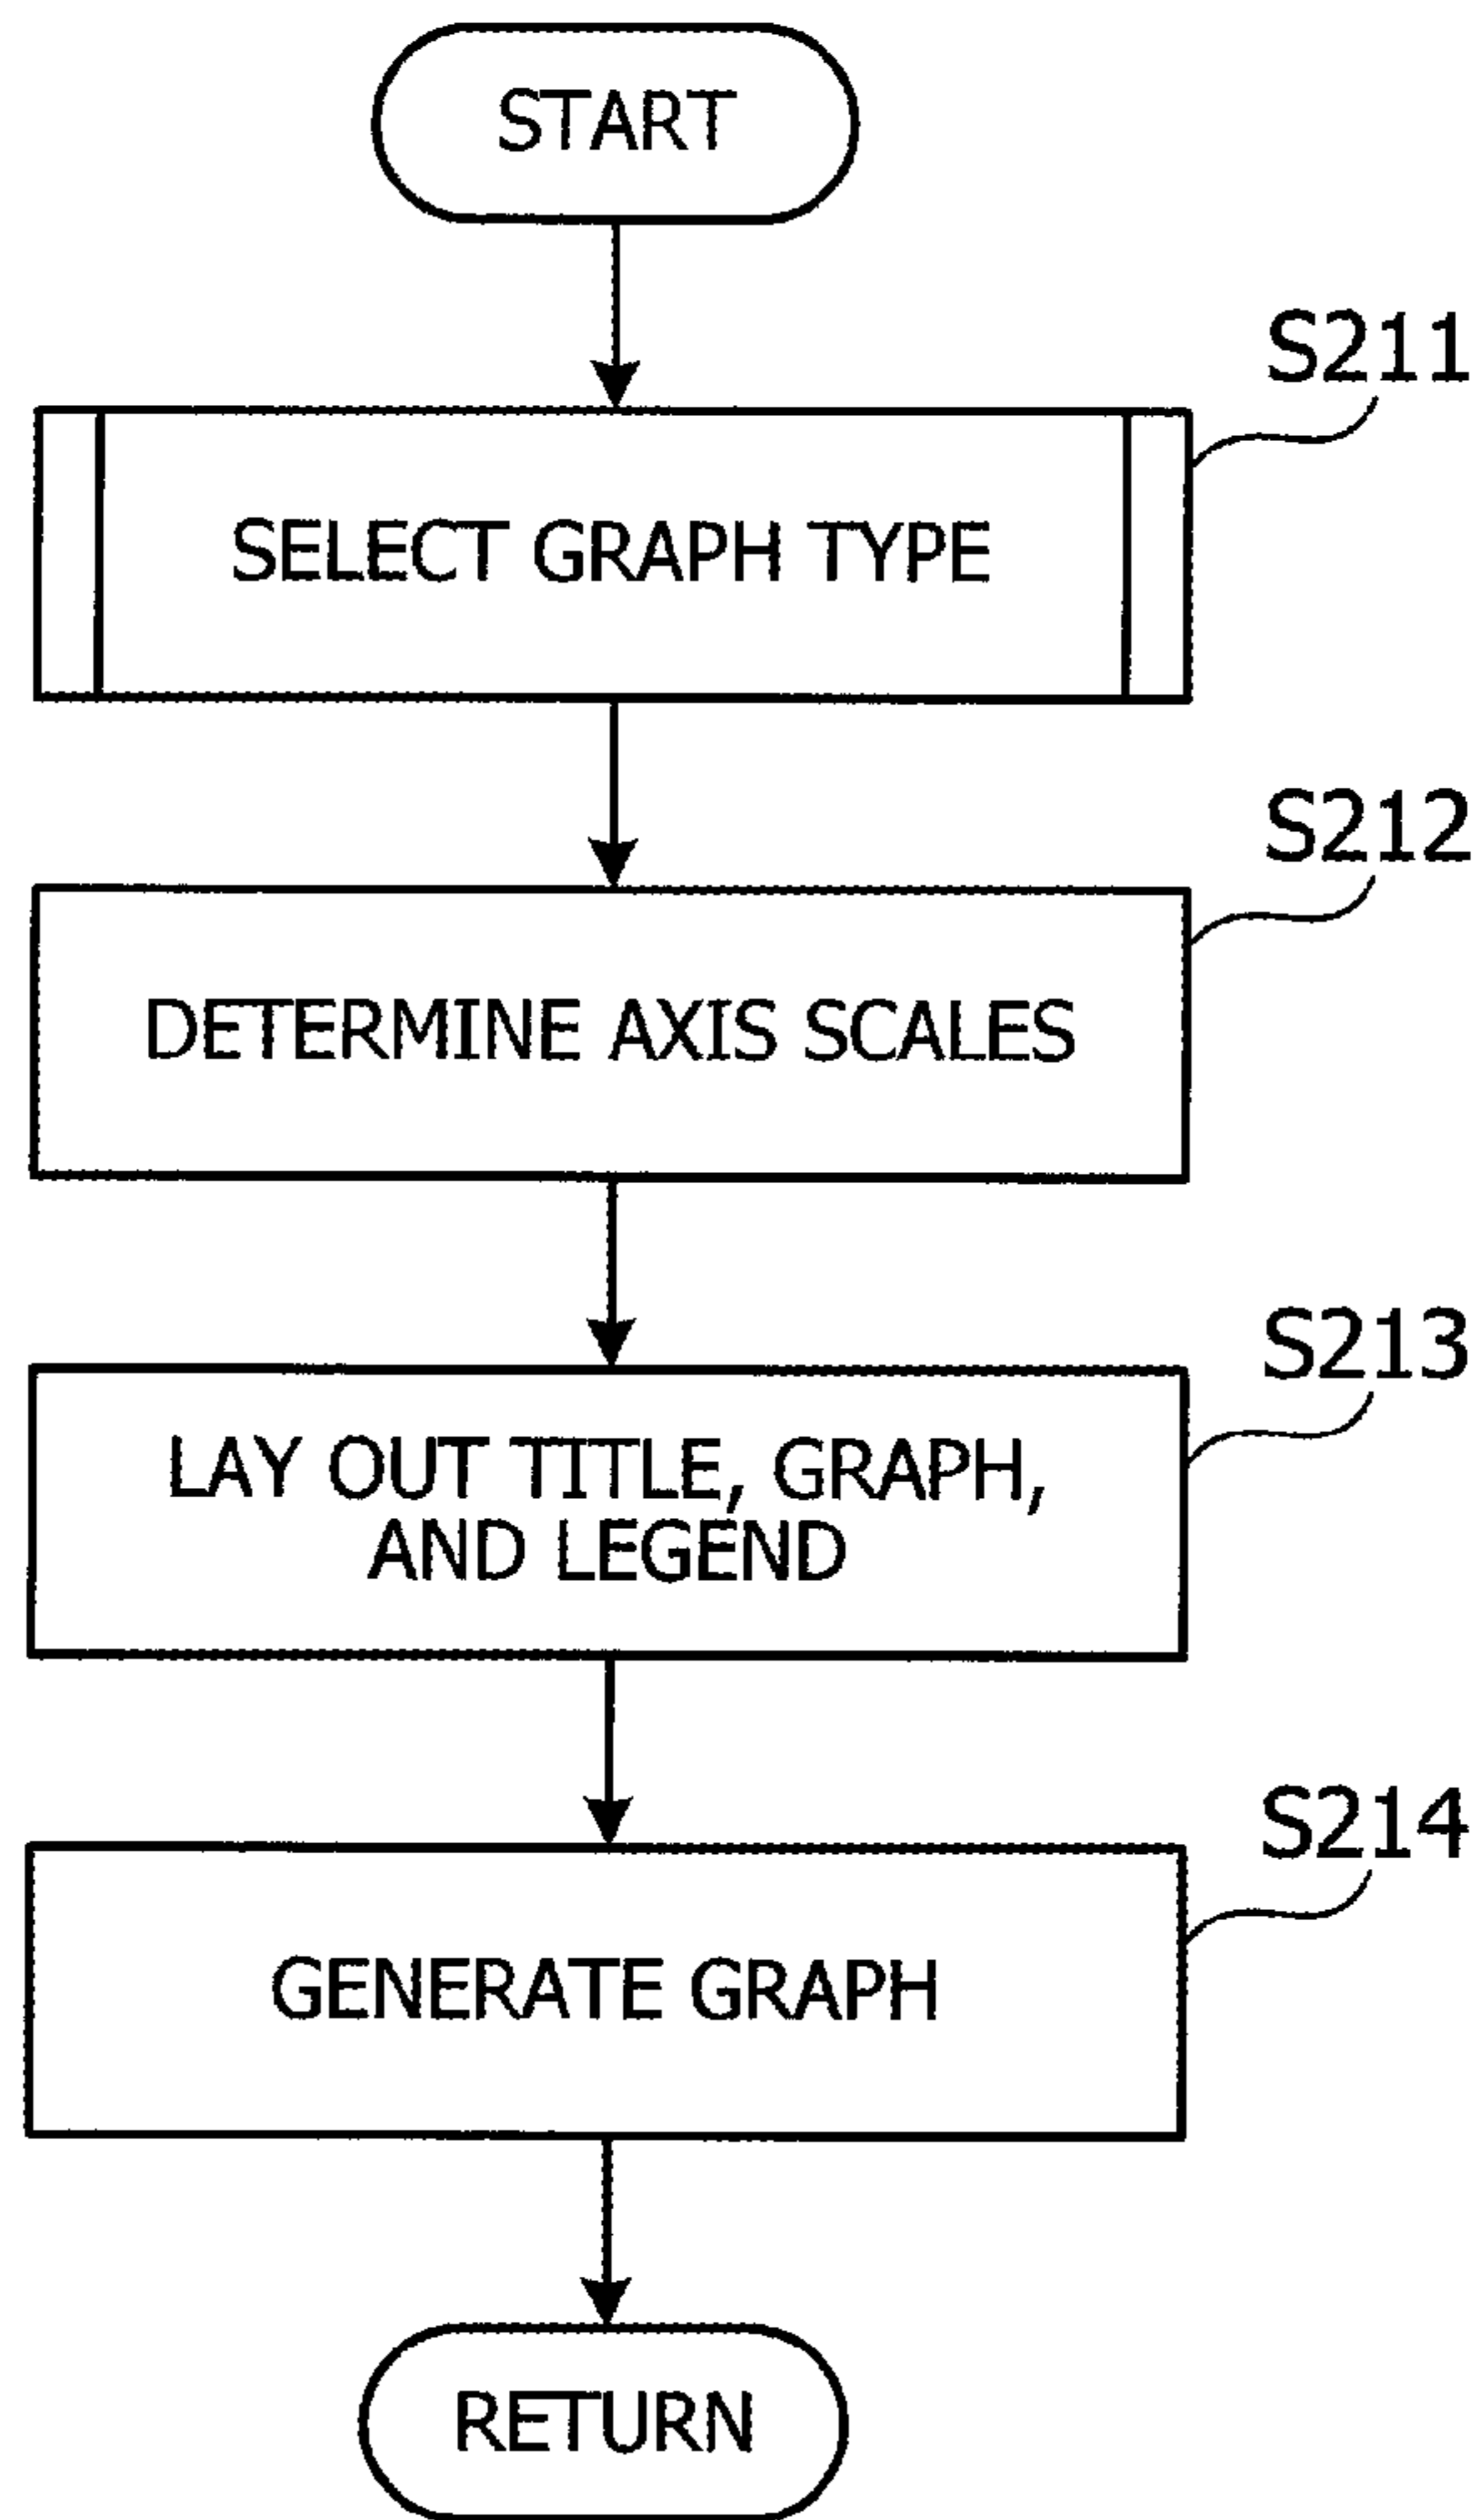 START
S211
SELECT GRAPH TYPE
S212
DETERMINE AXIS SCALES
S213
LAY OUT TITLE, GRAPH,
AND LEGEND
S214
GENERATE GRAPH
RETURN